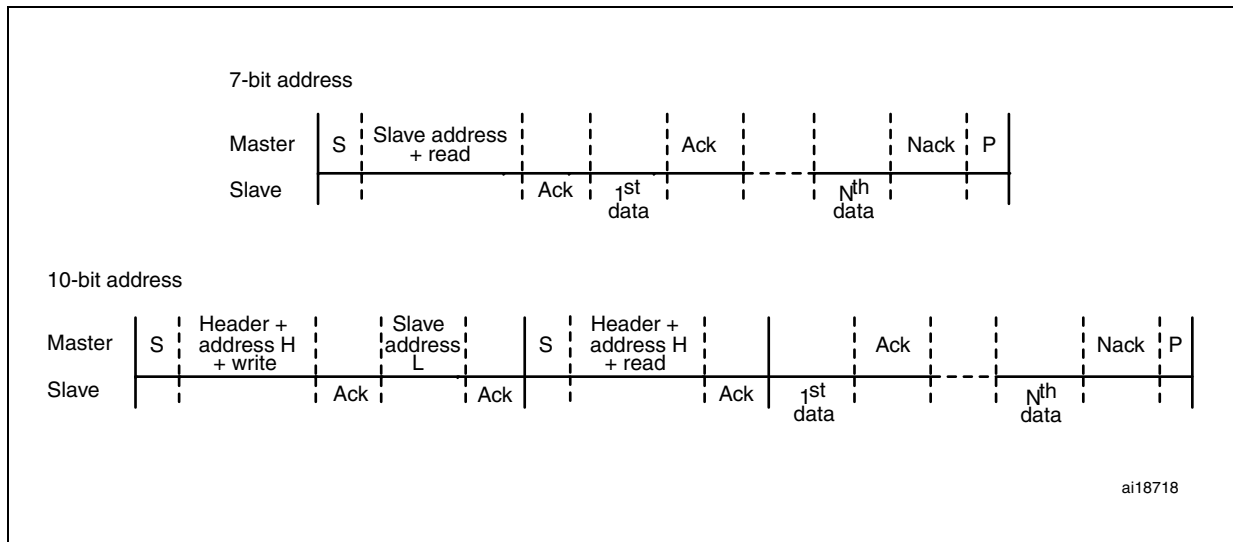 7-bit address
Master S Slave address + read Ack Nack P
Slave Ack 1st data Nth data
10-bit address
Master S Header + address H + write Slave address L S Header + address H + read Ack Nack P
Slave Ack Ack Ack 1st data Nth data
ai18718